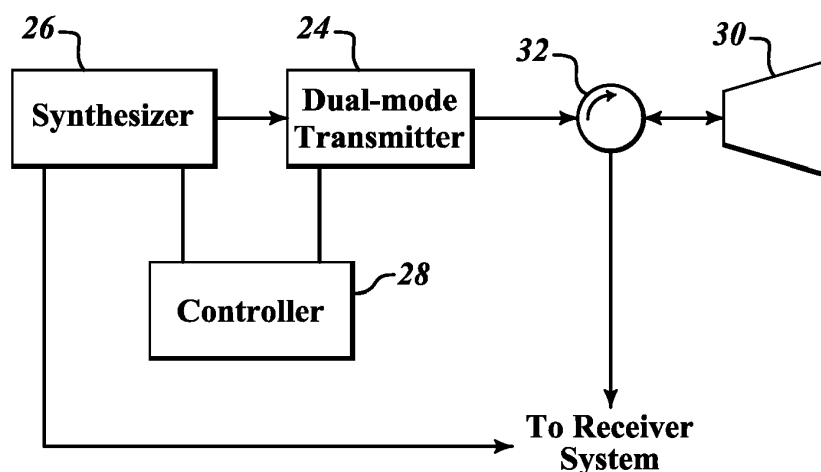 26
24
32
30
Synthesizer
Dual-mode
Transmitter
28
Controller
To Receiver
System